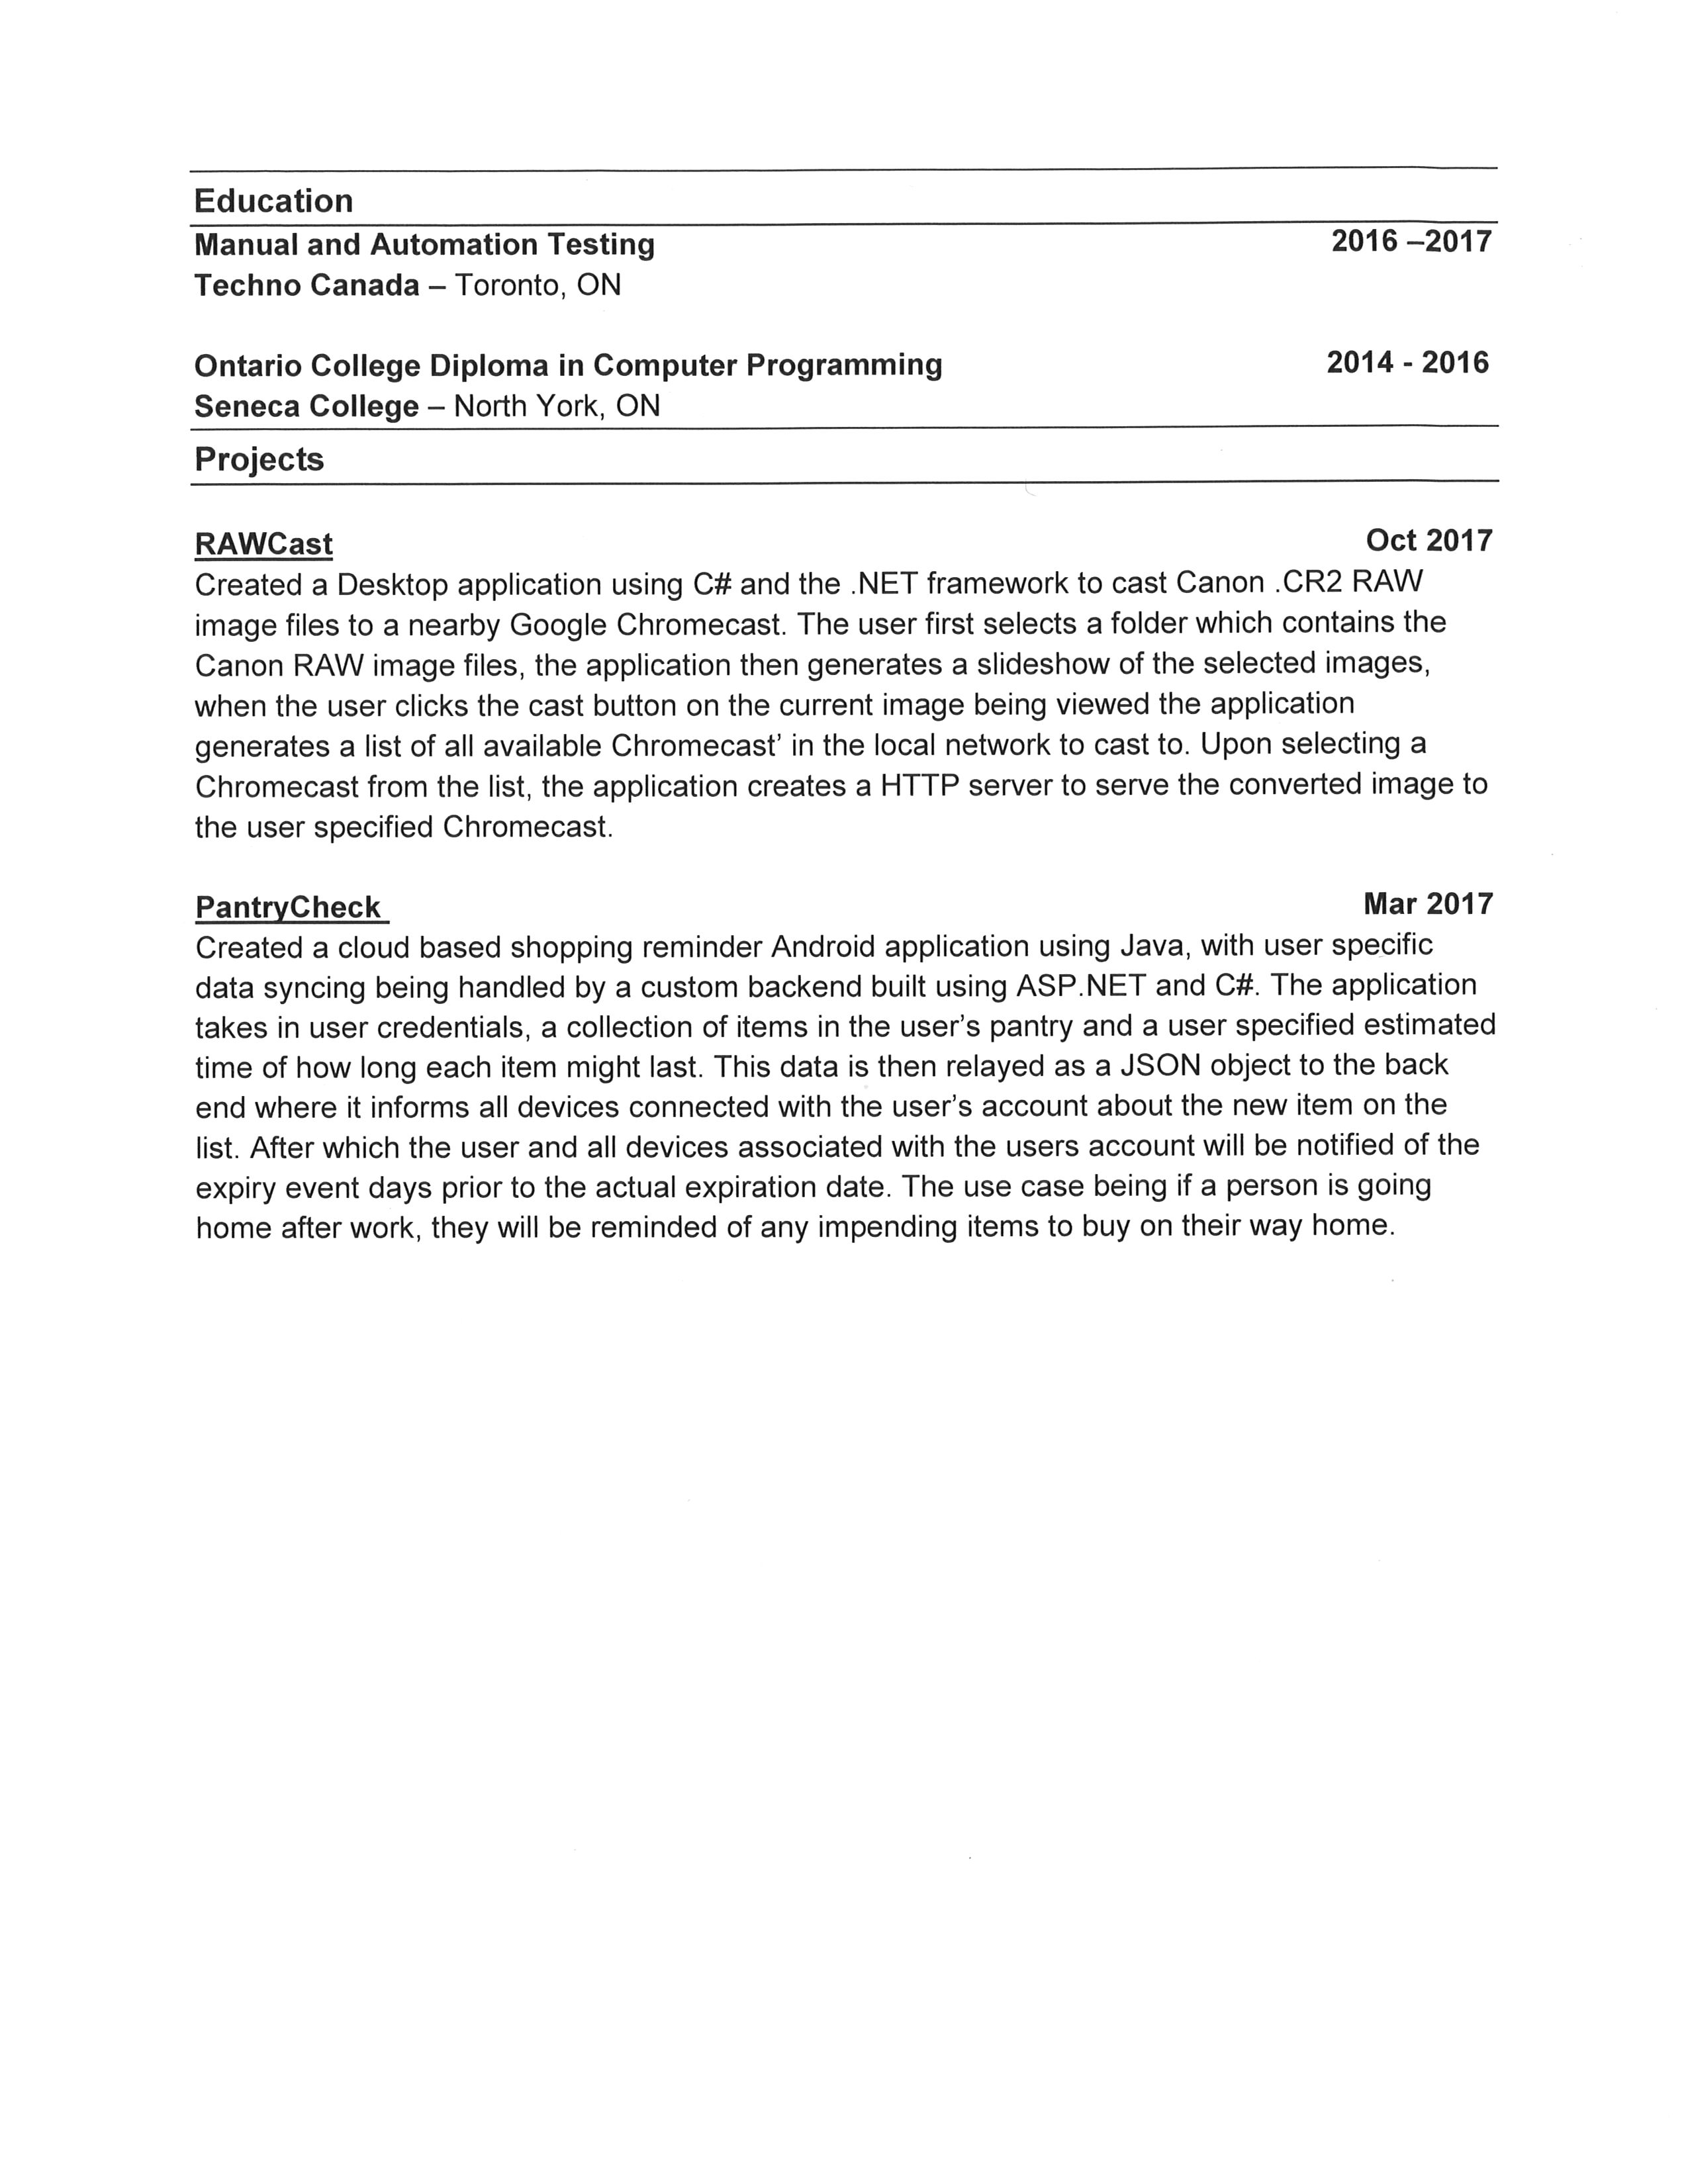 Education
Manual and Automation Testing 2016 –2017
Techno Canada – Toronto, ON
Ontario College Diploma in Computer Programming 2014 - 2016
Seneca College – North York, ON
Projects
RAWCast Oct 2017
Created a Desktop application using C# and the .NET framework to cast Canon .CR2 RAW
image files to a nearby Google Chromecast. The user first selects a folder which contains the
Canon RAW image files, the application then generates a slideshow of the selected images,
when the user clicks the cast button on the current image being viewed the application
generates a list of all available Chromecast’ in the local network to cast to. Upon selecting a
Chromecast from the list, the application creates a HTTP server to serve the converted image to
the user specified Chromecast.
PantryCheck Mar 2017
Created a cloud based shopping reminder Android application using Java, with user specific
data syncing being handled by a custom backend built using ASP.NET and C#. The application
takes in user credentials, a collection of items in the user’s pantry and a user specified estimated
time of how long each item might last. This data is then relayed as a JSON object to the back
end where it informs all devices connected with the user’s account about the new item on the
list. After which the user and all devices associated with the users account will be notified of the
expiry event days prior to the actual expiration date. The use case being if a person is going
home after work, they will be reminded of any impending items to buy on their way home.